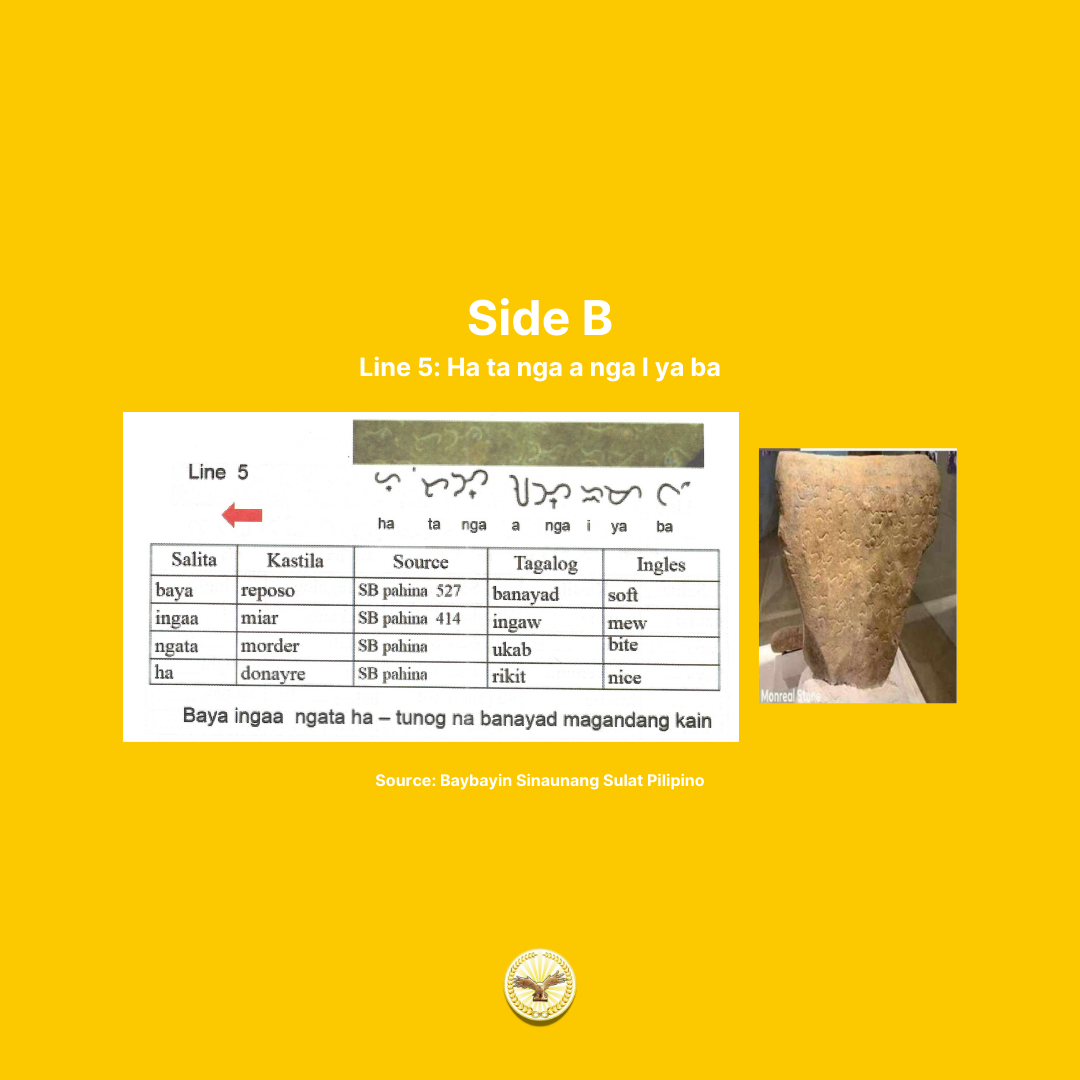 Side B
Line 5: Ha ta nga a nga I ya ba
Line 5
ha ta nga a nga i ya ba
Salita Kastila Source Tagalog Ingles
baya reposo SB pahina 527 banayad soft
ingaa miar SB pahina 414 ingaw mew
ngata morder SB pahina ukab bite
ha donayre SB pahina rikit nice
Baya ingaa ngata ha – tunog na banayad magandang kain
Monreal Stone
Source: Baybayin Sinaunang Sulat Pilipino